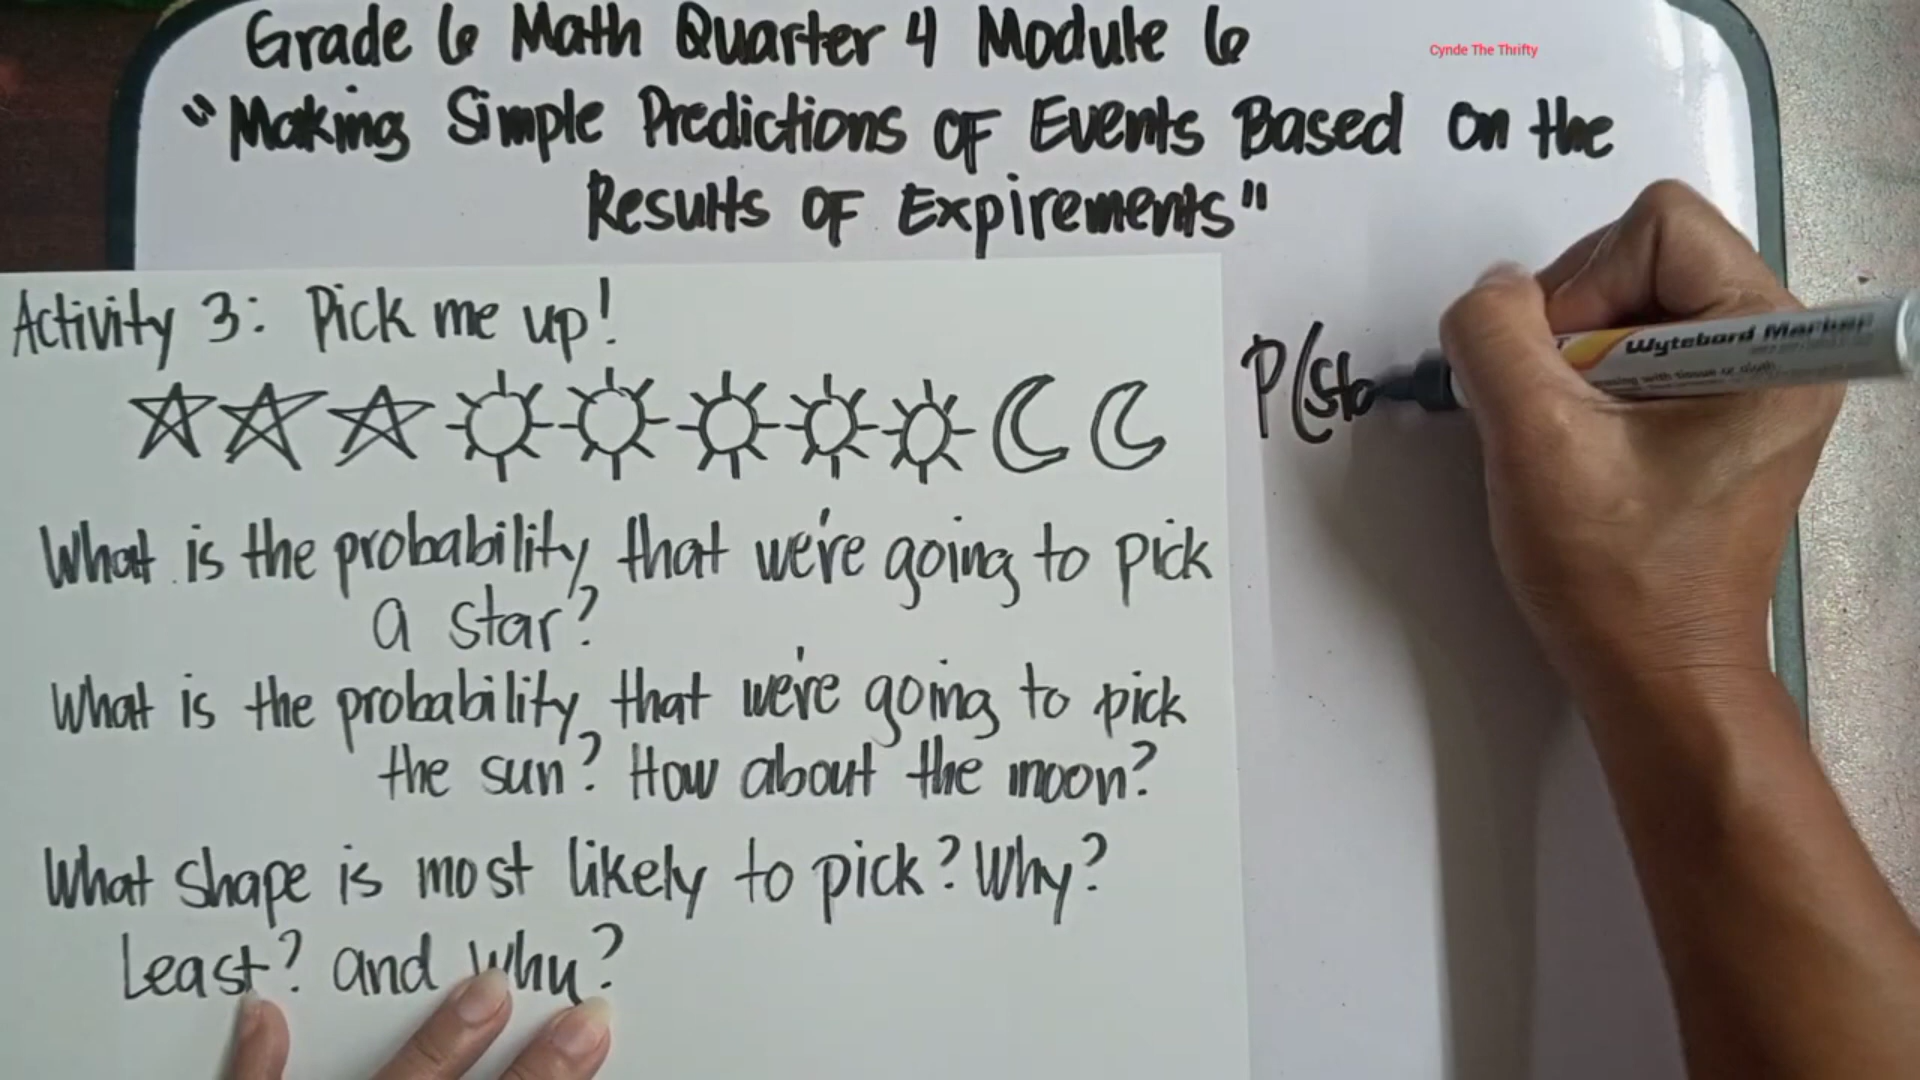 Grade 6 Math Quarter 4 Module 6
Cynde The Thrifty
"Making Simple Predictions OF Events Based on the
Results OF Expirements"
Activity 3: Pick me up!
P(sta
Wytebord Marker
What is the probability that we're going to pick
a star?
What is the probability that we're going to pick
the sun? How about the moon?
What shape is most likely to pick? Why?
Least? and why?